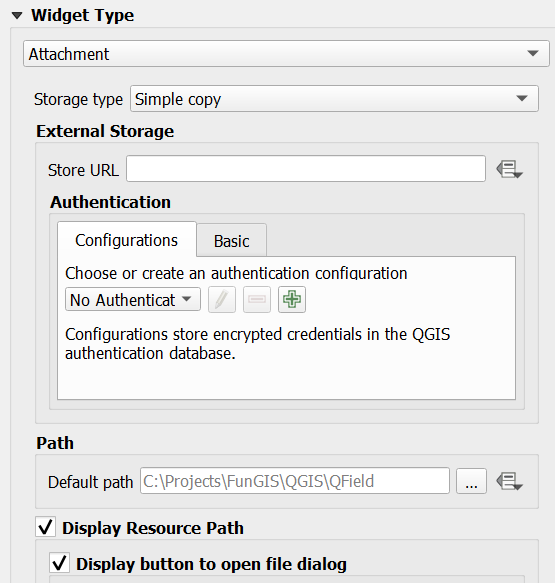 Widget Type
Attachment
Storage type Simple copy
External Storage
Store URL
Authentication
Configurations Basic
Choose or create an authentication configuration
No Authenticat
Configurations store encrypted credentials in the QGIS
authentication database.
Path
Default path C:\Projects\FunGIS\QGIS\QField ...
Display Resource Path
Display button to open file dialog